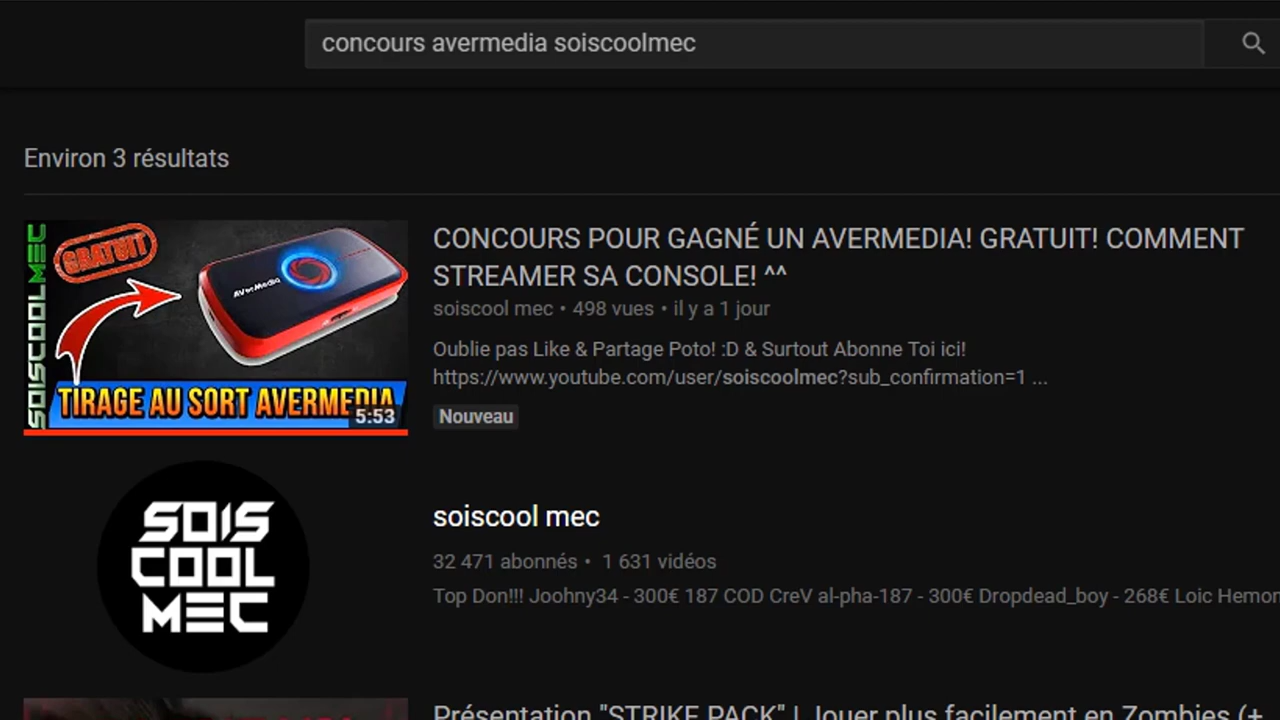 concours avermedia soiscoolmec
Environ 3 résultats
SOISCOOLMEC
GRATUIT
AVerMedia
TIRAGE AU SORT AVERMEDIA
5:53
CONCOURS POUR GAGNÉ UN AVERMEDIA! GRATUIT! COMMENT
STREAMER SA CONSOLE! ^^
soiscool mec • 498 vues • il y a 1 jour
Oublie pas Like & Partage Poto! :D & Surtout Abonne Toi ici!
https://www.youtube.com/user/soiscoolmec?sub_confirmation=1 ...
Nouveau
SOIS
COOL
MEC
soiscool mec
32 471 abonnés • 1 631 vidéos
Top Don!!! Joohny34 - 300€ 187 COD CreV al-pha-187 - 300€ Dropdead_boy - 268€ Loic Hemon
Présentation "STRIKE PACK" | Jouer plus facilement en Zombies (+